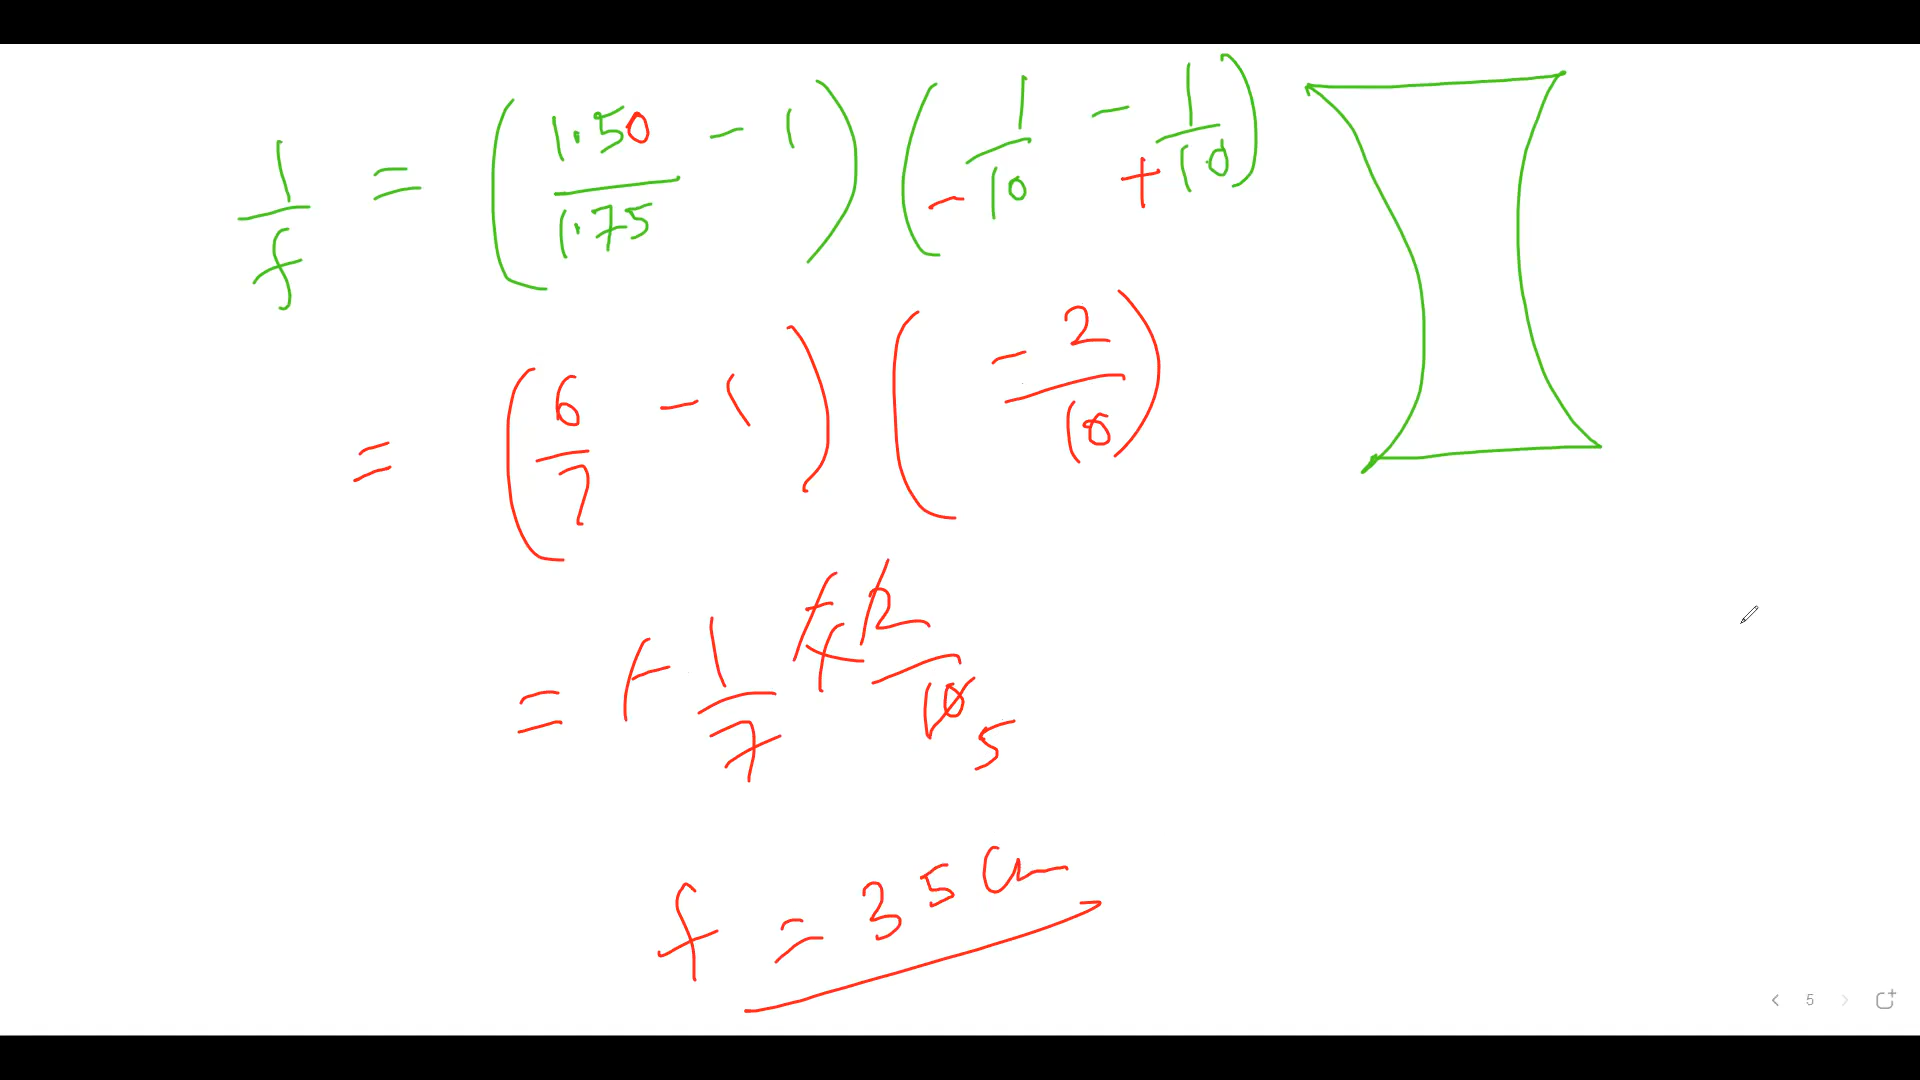 1/f = (1.50/1.75 - 1) (1/-10 - 1/+10)
= (6/7 - 1) (-2/10)
= + 1/7 × 2/10 5
f = 35 cm
5